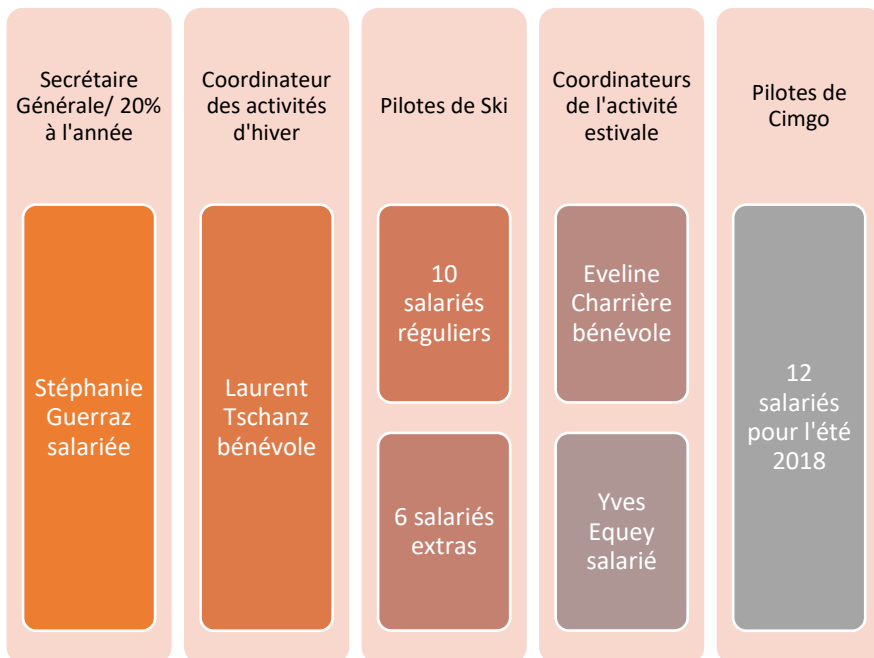 Secrétaire
Générale/ 20%
à l'année
Stéphanie
Guerraz
salariée
Coordinateur
des activités
d'hiver
Laurent
Tschanz
bénévole
Pilotes de Ski
10
salariés
réguliers
6 salariés
extras
Coordinateurs
de l'activité
estivale
Eveline
Charrière
bénévole
Yves
Equey
salarié
Pilotes de
Cimgo
12
salariés
pour l'été
2018